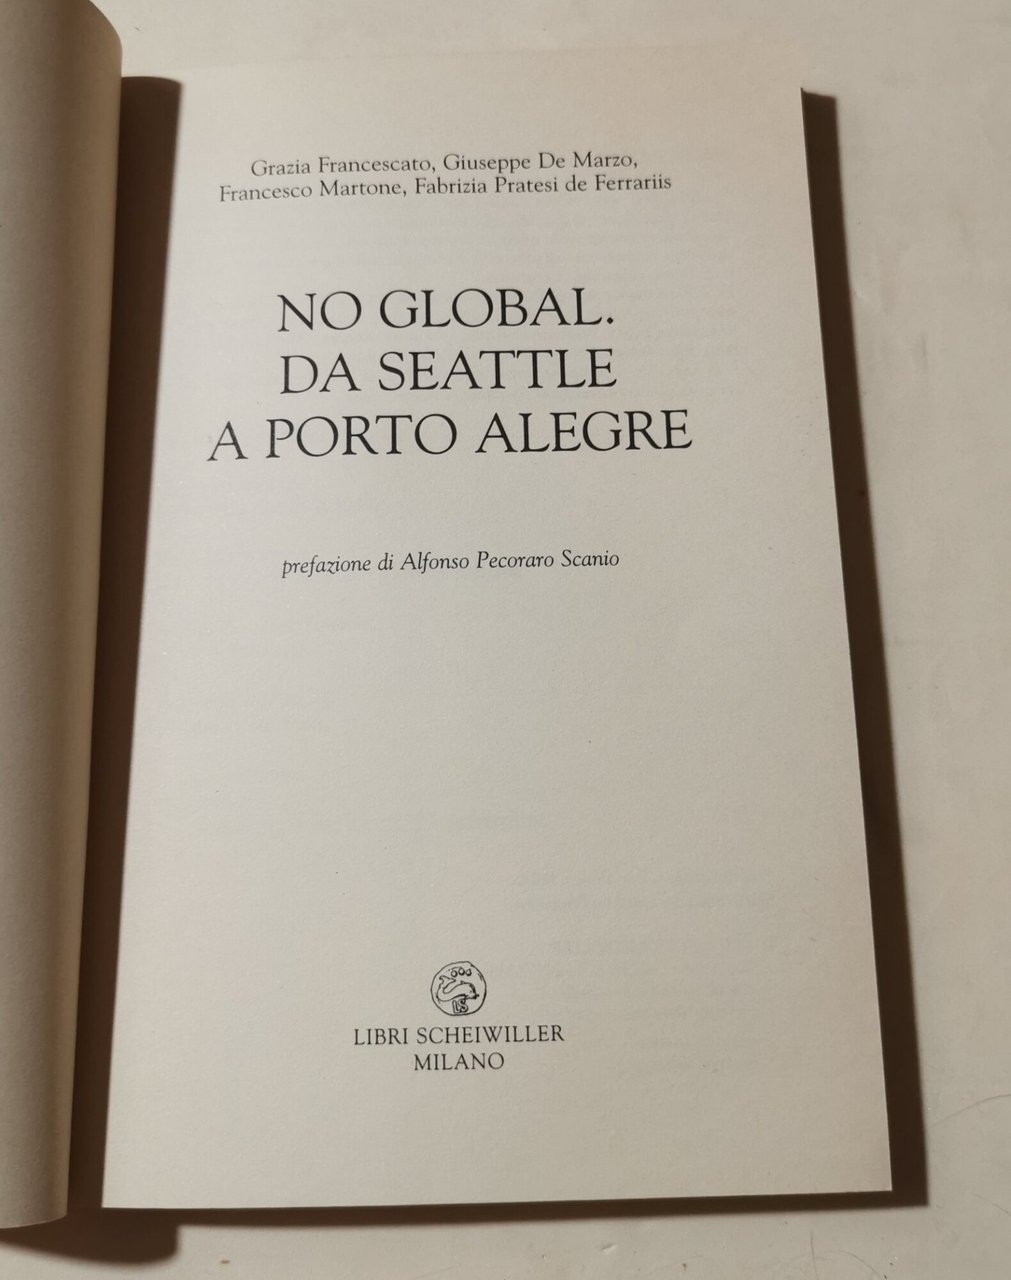 Grazia Francescato, Giuseppe De Marzo,
Francesco Martone, Fabrizia Pratesi de Ferrariis
NO GLOBAL.
DA SEATTLE
A PORTO ALEGRE
prefazione di Alfonso Pecoraro Scanio
LS
LIBRI SCHEIWILLER
MILANO